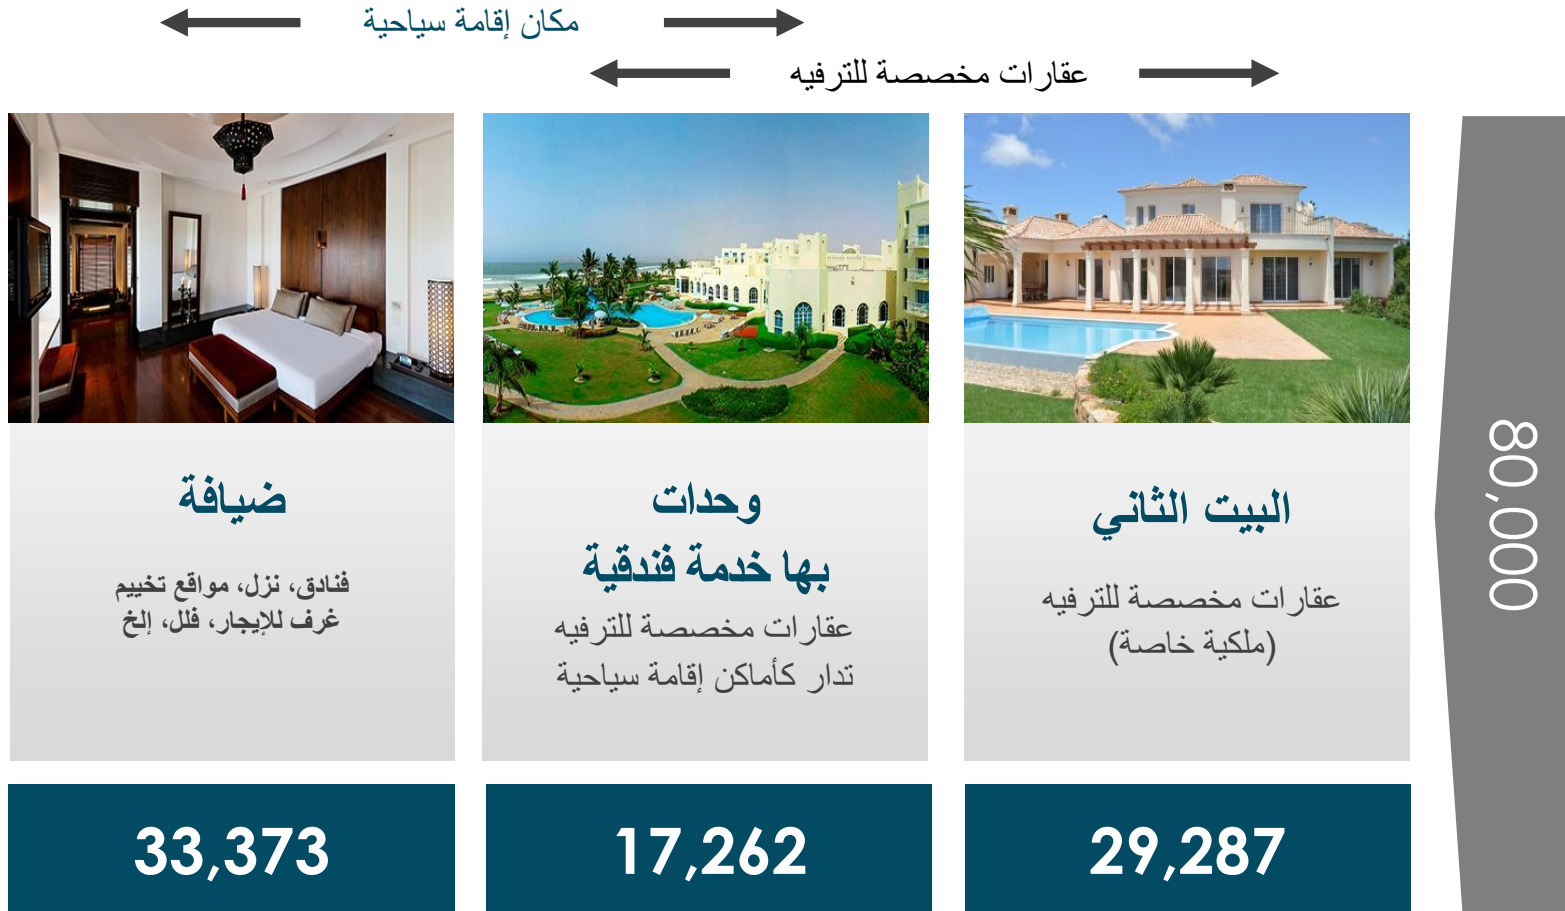 مكان إقامة سياحية
عقارات مخصصة للترفيه
البيت الثاني
عقارات مخصصة للترفيه
(ملكية خاصة)
29,287
وحدات
بها خدمة فندقية
عقارات مخصصة للترفيه
تدار كأماكن إقامة سياحية
17,262
ضيافة
فنادق، نزل، مواقع تخييم
غرف للإيجار، فلل، إلخ
33,373
80,000